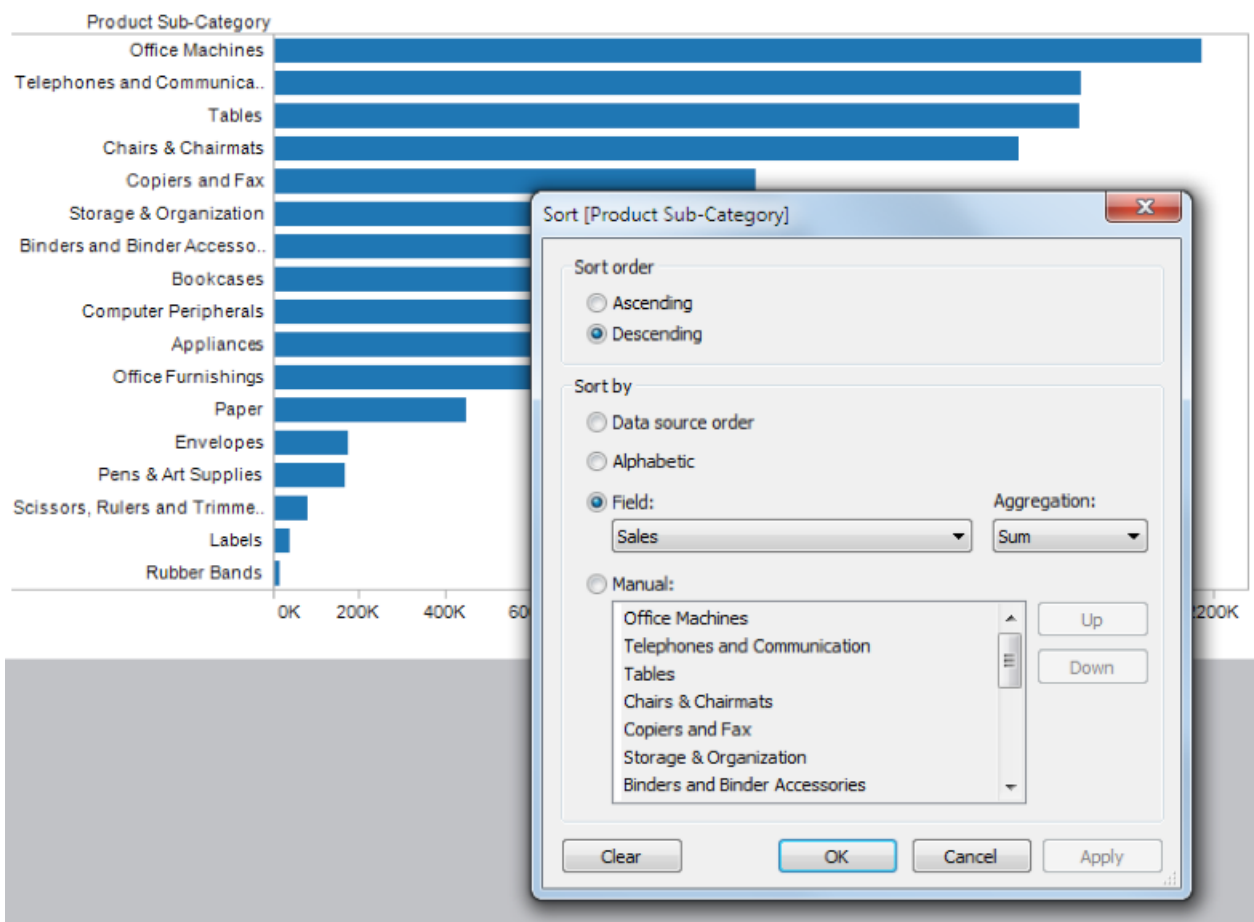 Product Sub-Category
Office Machines
Telephones and Communica..
Tables
Chairs & Chairmats
Copiers and Fax
Storage & Organization
Binders and Binder Accesso..
Bookcases
Computer Peripherals
Appliances
Office Furnishings
Paper
Envelopes
Pens & Art Supplies
Scissors, Rulers and Trimme..
Labels
Rubber Bands
0K 200K 400K
Sort [Product Sub-Category]
Sort order
Ascending
Descending
Sort by
Data source order
Alphabetic
Field: Aggregation:
Sales Sum
Manual:
Office Machines
Telephones and Communication
Tables
Chairs & Chairmats
Copiers and Fax
Storage & Organization
Binders and Binder Accessories
Up
Down
Clear OK Cancel Apply